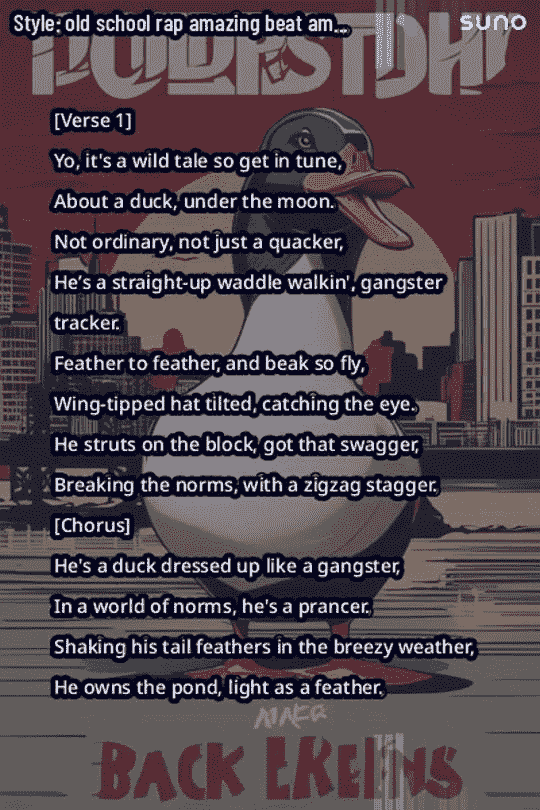 Style: old school rap amazing beat am...
suno
[Verse 1]
Yo, it's a wild tale so get in tune,
About a duck, under the moon.
Not ordinary, not just a quacker,
He's a straight-up waddle walkin', gangster
tracker.
Feather to feather, and beak so fly,
Wing-tipped hat tilted, catching the eye.
He struts on the block, got that swagger,
Breaking the norms, with a zigzag stagger.
[Chorus]
He's a duck dressed up like a gangster,
In a world of norms, he's a prancer.
Shaking his tail feathers in the breezy weather,
He owns the pond, light as a feather.
BACK